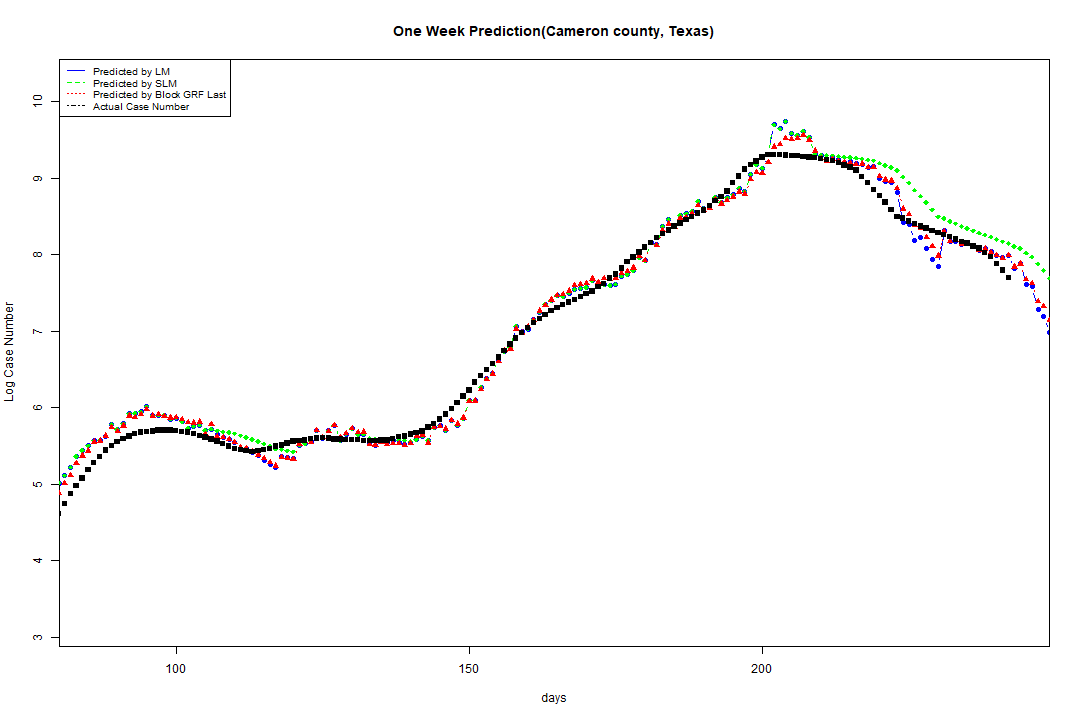 One Week Prediction(Cameron county, Texas)
Predicted by LM
Predicted by SLM
Predicted by Block GRF Last
Actual Case Number
10
9
8
7
6
5
4
3
Log Case Number
100 150 200
days